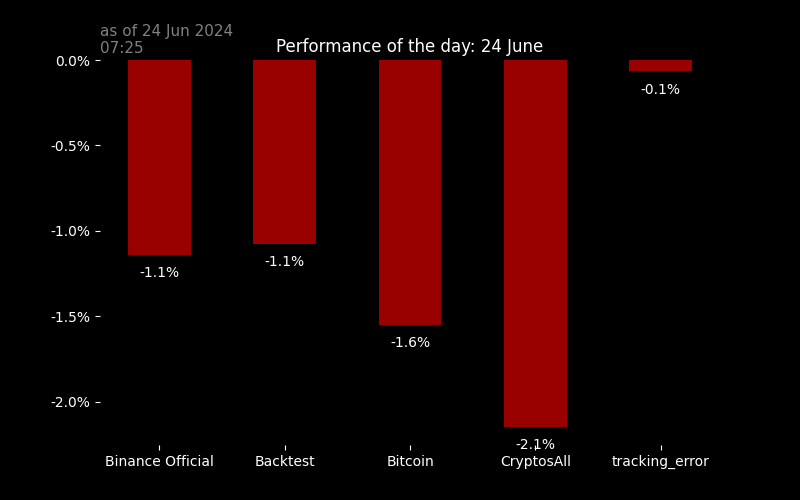 as of 24 Jun 2024
07:25
Performance of the day: 24 June
0.0%
-0.5%
-1.0%
-1.5%
-2.0%
-1.1%
-1.1%
-1.6%
-2.1%
-0.1%
Binance Official
Backtest
Bitcoin
CryptosAll
tracking_error